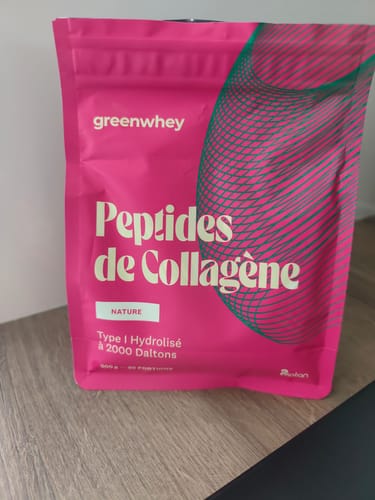 greenwhey
Peptides
de Collagène
NATURE
Type I Hydrolisé
à 2000 Daltons